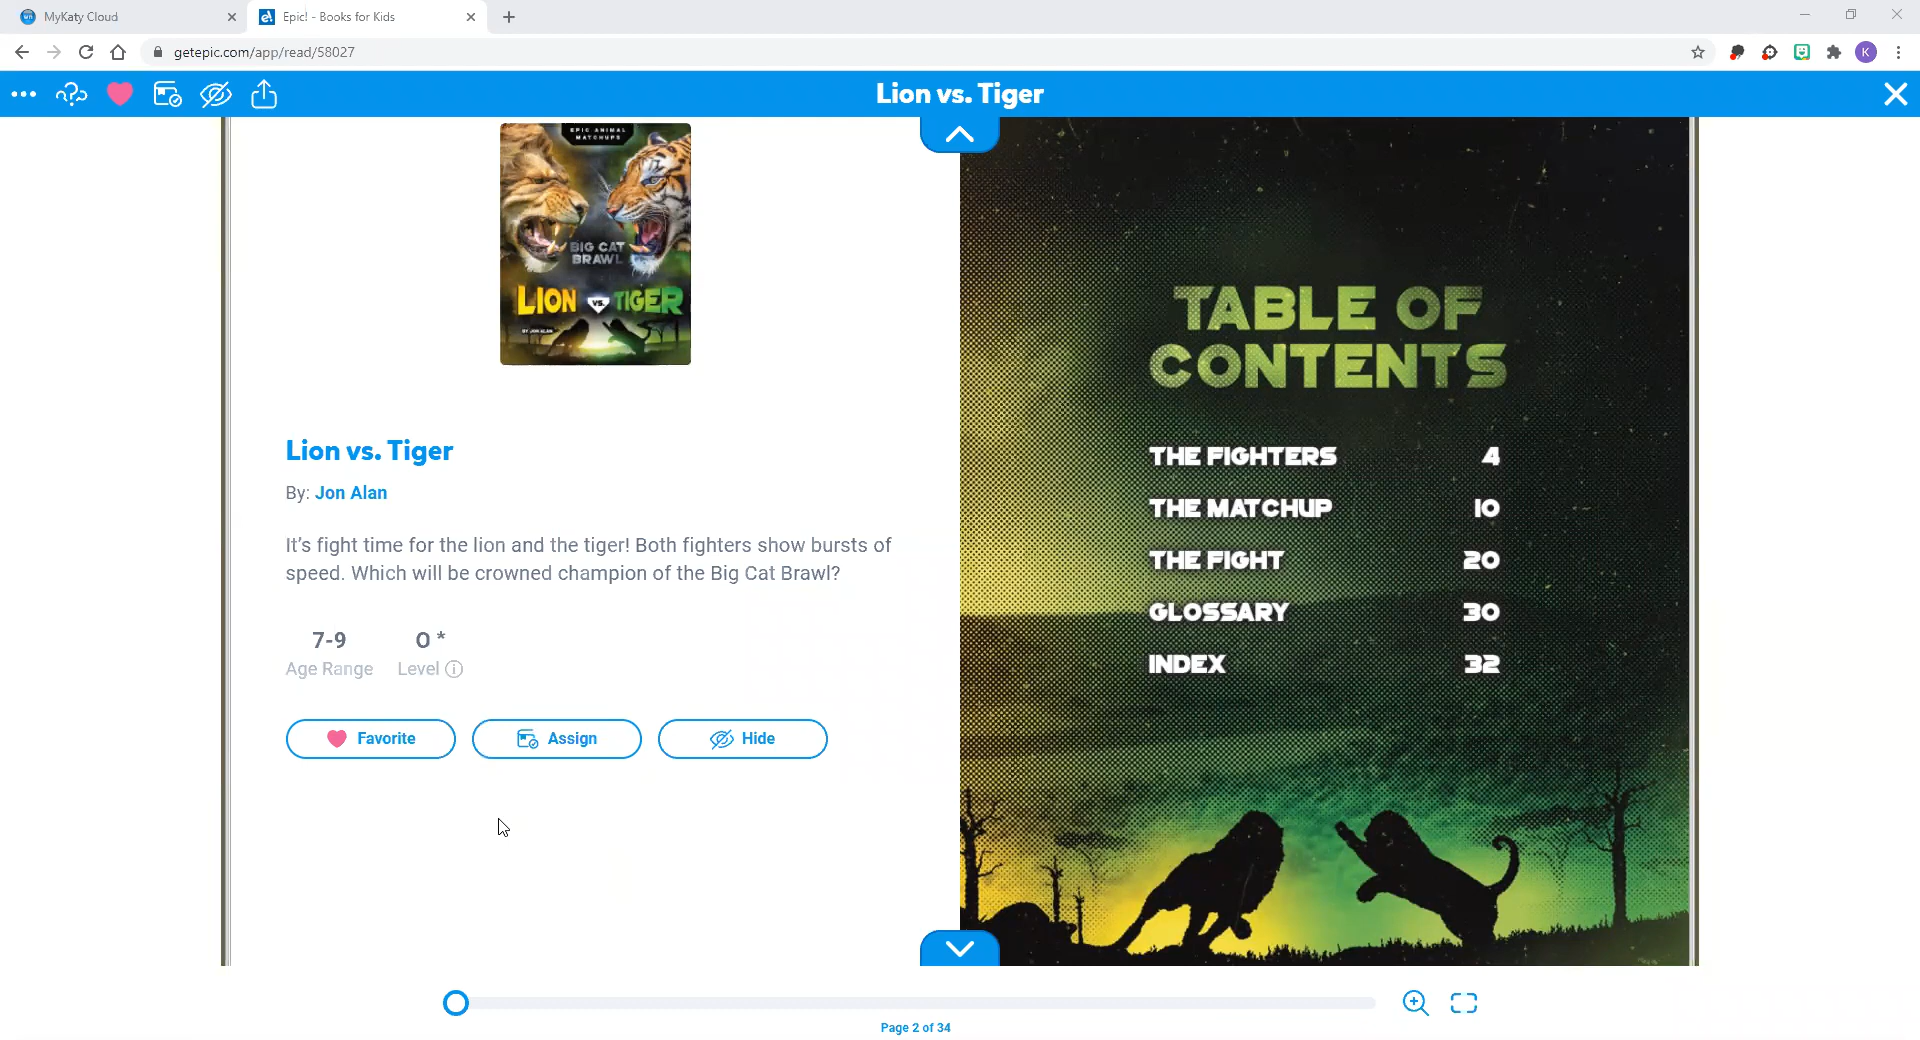 MyKaty Cloud
Epic! - Books for Kids
getepic.com/app/read/58027
K
Lion vs. Tiger
EPIC ANIMAL
MATCHUPS
BIG CAT
BRAWL
LION VS. TIGER
BY JON ALAN
Lion vs. Tiger
By: Jon Alan
It's fight time for the lion and the tiger! Both fighters show bursts of
speed. Which will be crowned champion of the Big Cat Brawl?
7-9 O *
Age Range Level
Favorite Assign Hide
TABLE OF
CONTENTS
THE FIGHTERS 4
THE MATCHUP 10
THE FIGHT 20
GLOSSARY 30
INDEX 32
Page 2 of 34